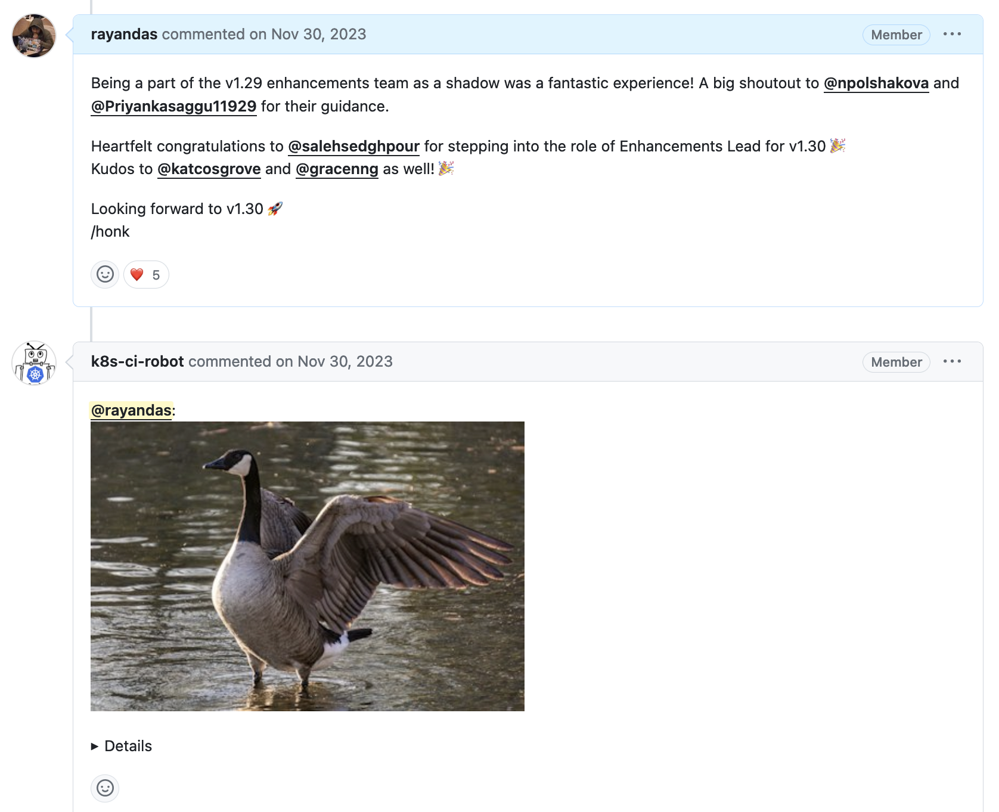 rayandas commented on Nov 30, 2023 Member
Being a part of the v1.29 enhancements team as a shadow was a fantastic experience! A big shoutout to @npolshakova and
@Priyankasaggu11929 for their guidance.
Heartfelt congratulations to @salehsedghpour for stepping into the role of Enhancements Lead for v1.30 🎉
Kudos to @katcosgrove and @gracenng as well! 🎉
Looking forward to v1.30 🚀
/honk
❤️ 5
k8s-ci-robot commented on Nov 30, 2023 Member
@rayandas:
Details